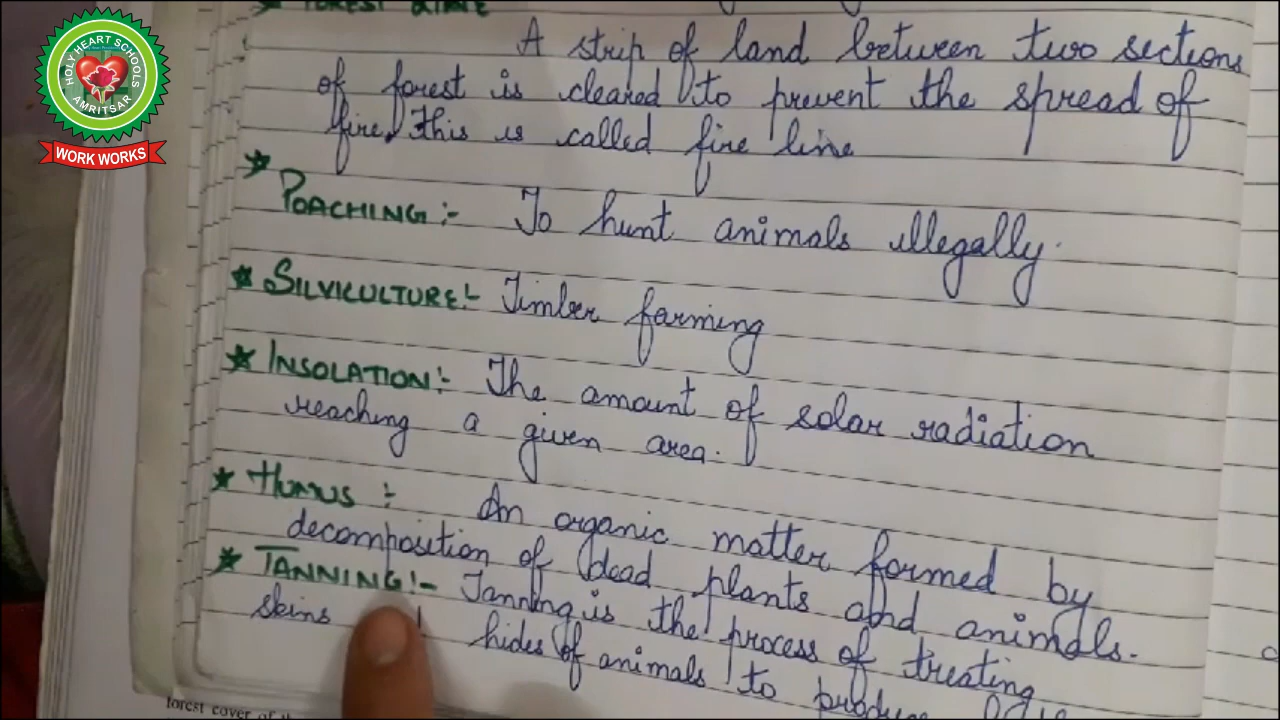 HOLY HEART SCHOOLS
AMRITSAR
WORK WORKS
A strip of land between two sections
of forest is cleared to prevent the spread of
fire. This is called fire line
★ POACHING :- To hunt animals illegally.
★ SILVICULTURE :- Timber farming
★ INSOLATION :- The amount of solar radiation
reaching a given area.
★ HUMUS :- An organic matter formed by
decomposition of dead plants and animals.
★ TANNING :- Tanning is the process of treating
skins hides of animals to produce
forest cover of